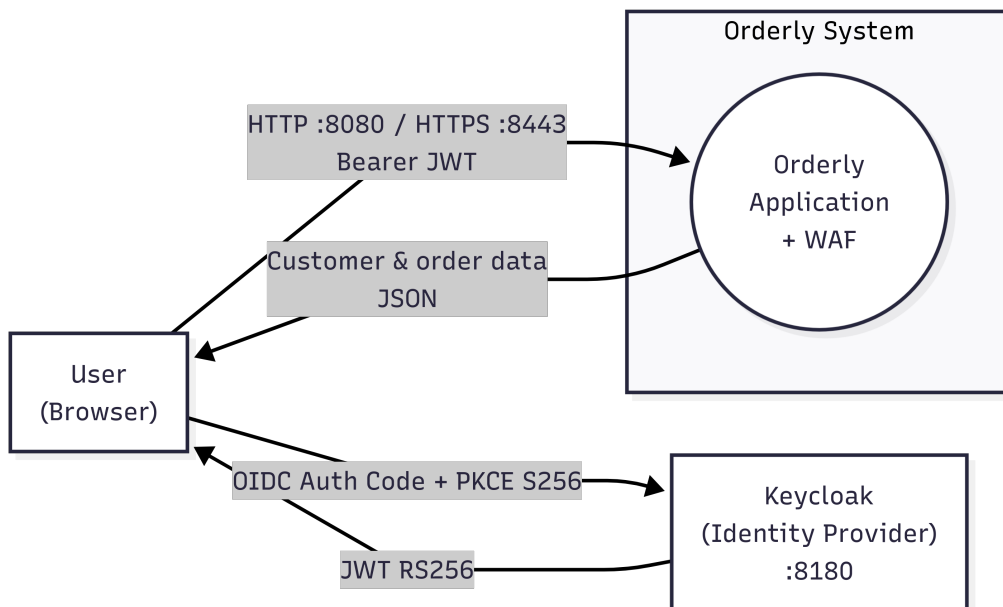 Orderly System
HTTP :8080 / HTTPS :8443
Bearer JWT
Orderly
Application
+ WAF
Customer & order data
JSON
User
(Browser)
OIDC Auth Code + PKCE S256
Keycloak
(Identity Provider)
:8180
JWT RS256